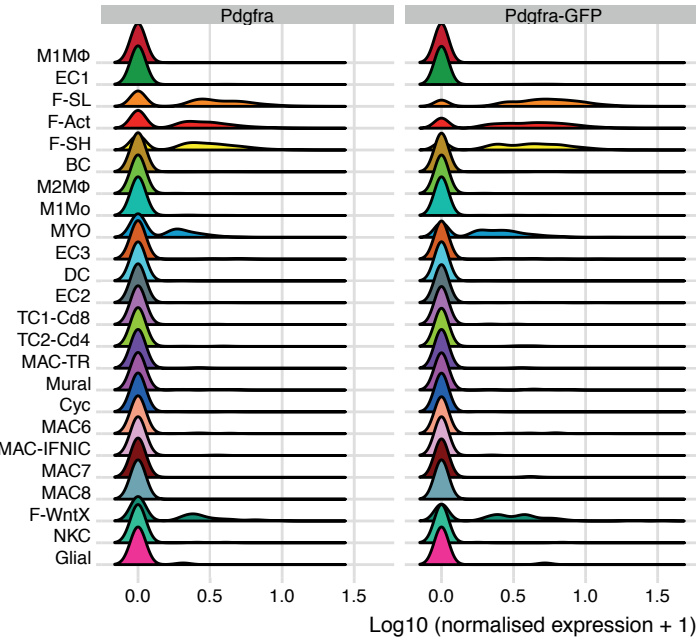 Pdgfra Pdgfra-GFP
M1MΦ
EC1
F-SL
F-Act
F-SH
BC
M2MΦ
M1Mo
MYO
EC3
DC
EC2
TC1-Cd8
TC2-Cd4
MAC-TR
Mural
Cyc
MAC6
MAC-IFNIC
MAC7
MAC8
F-WntX
NKC
Glial
0.0 0.5 1.0 1.5 0.0 0.5 1.0 1.5
Log10 (normalised expression + 1)